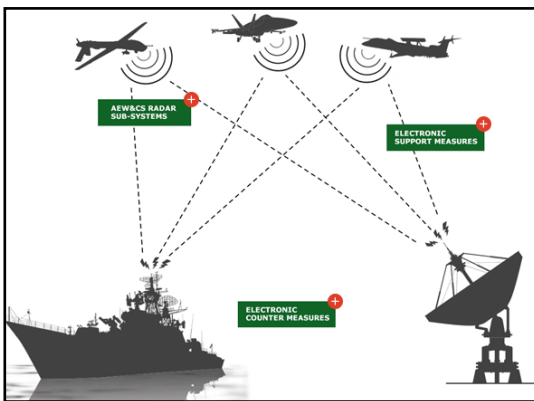 AEW&CS RADAR
SUB-SYSTEMS
ELECTRONIC
SUPPORT MEASURES
ELECTRONIC
COUNTER MEASURES